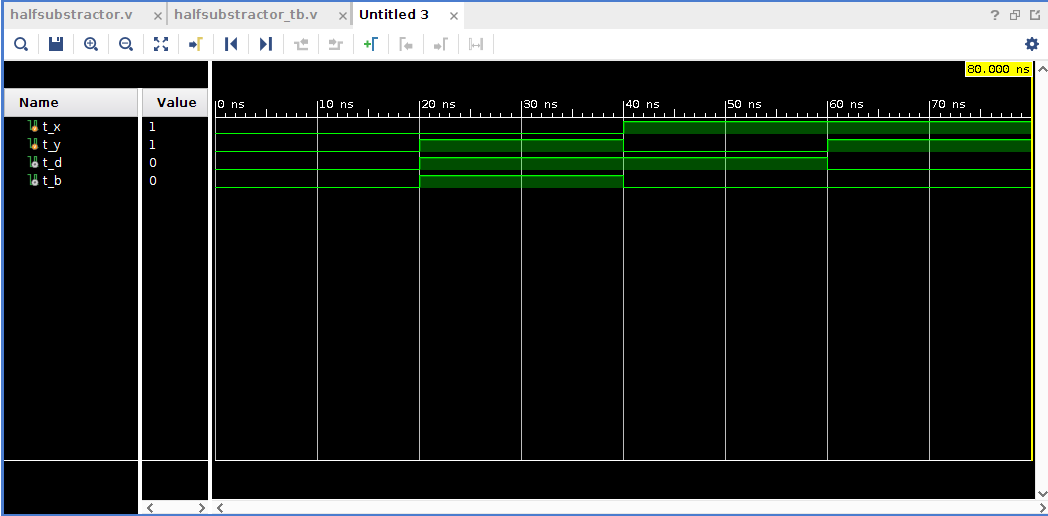 halfsubstractor.v × halfsubstractor_tb.v × Untitled 3 × ?
80.000 ns
Name Value 0 ns 10 ns 20 ns 30 ns 40 ns 50 ns 60 ns 70 ns
t_x 1
t_y 1
t_d 0
t_b 0